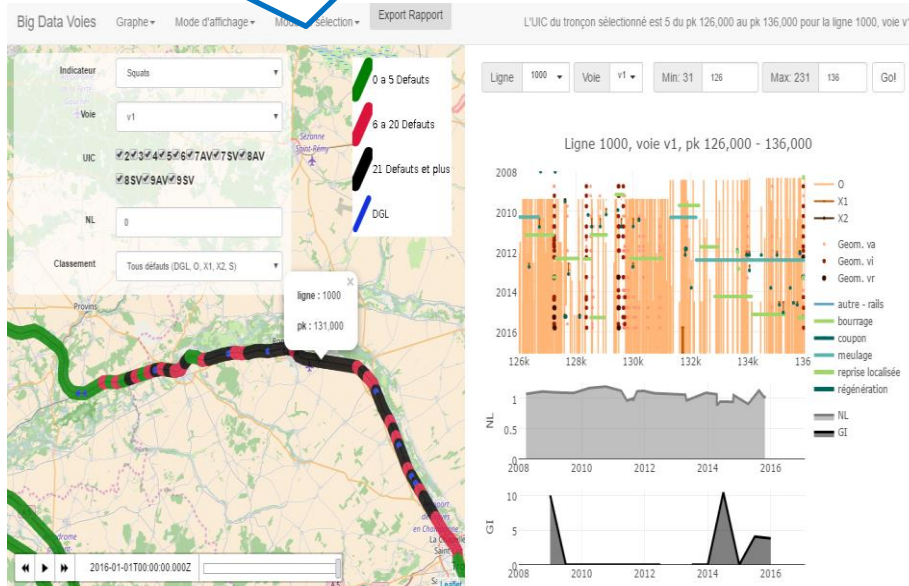 Big Data Voies
Graphe
Mode d'affichage
sélection
Export Rapport
L'UIC du tronçon sélectionné est 5 du pk 126,000 au pk 136,000 pour la ligne 1000, voie v1
Indicateur
Squats
Voie
v1
UIC
2 3 4 5 6 7AV 7SV 8AV
8SV 9AV 9SV
NL
0
Classement
Tous défauts (DGL, O, X1, X2, S)
0 a 5 Defauts
6 a 20 Defauts
21 Defauts et plus
DGL
Sézanne
Saint-Rémy
Provins
ligne : 1000
pk : 131,000
×
2016-01-01T00:00:00.000Z
Leaflet
Ligne
1000
Voie
v1
Min: 31
126
Max: 231
136
Go!
Ligne 1000, voie v1, pk 126,000 - 136,000
2008
2010
2012
2014
2016
126k
128k
130k
132k
134k
136
O
X1
X2
Geom. va
Geom. vi
Geom. vr
autre - rails
bourrage
coupon
meulage
reprise localisée
régénération
NL
GI
NL
1
0.5
0
2008
2010
2012
2014
2016
GI
10
5
0
2008
2010
2012
2014
2016